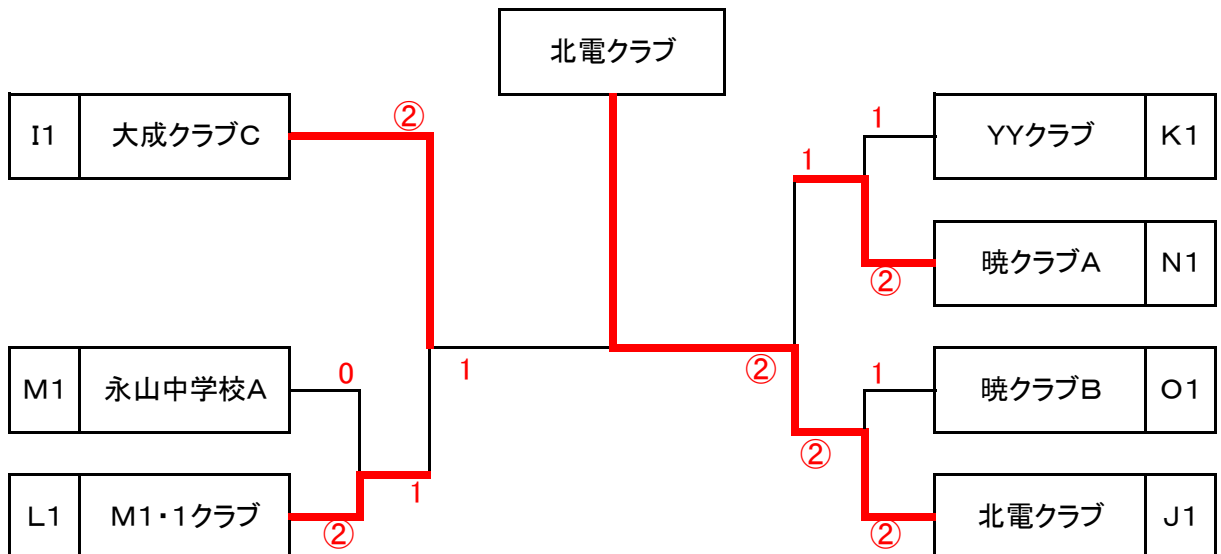 北電クラブ
I1 大成クラブC ② 1 YYクラブ K1
1
② 暁クラブA N1
M1 永山中学校A 0 1 ② 1 暁クラブB O1
②
L1 M1・1クラブ ② 1 ② 北電クラブ J1